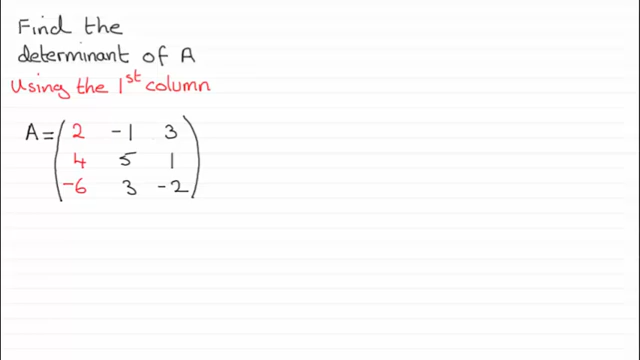 Find the
determinant of A
Using the 1st column
A = ( 2 -1 3
4 5 1
-6 3 -2 )